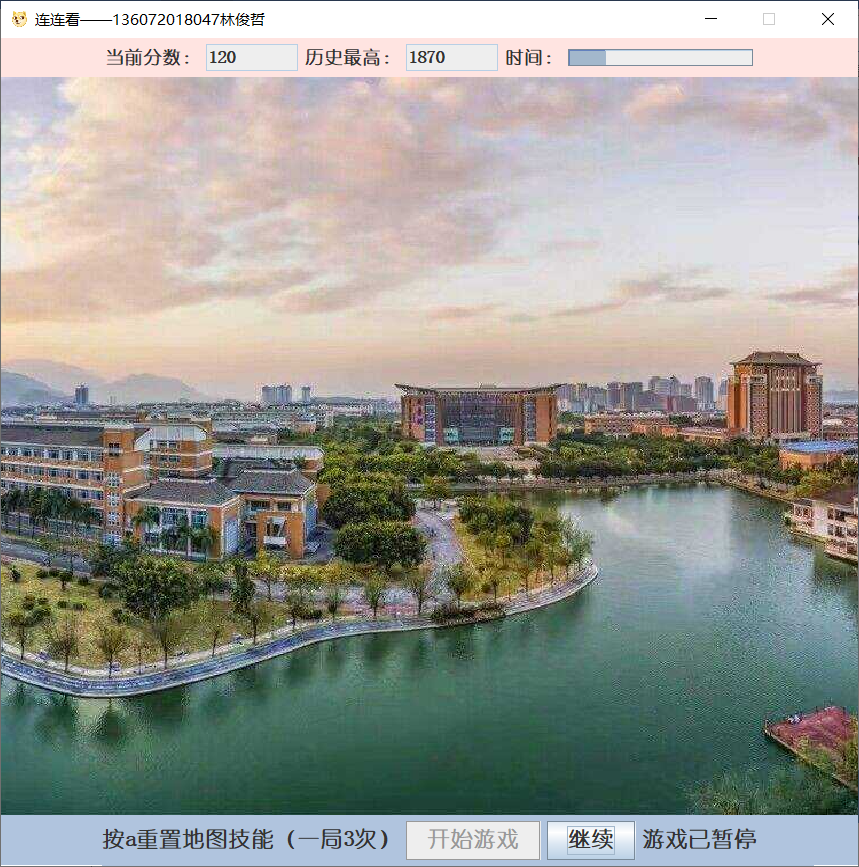 连连看——136072018047林俊哲
当前分数： 120 历史最高： 1870 时间：
按a重置地图技能（一局3次） 开始游戏 继续 游戏已暂停